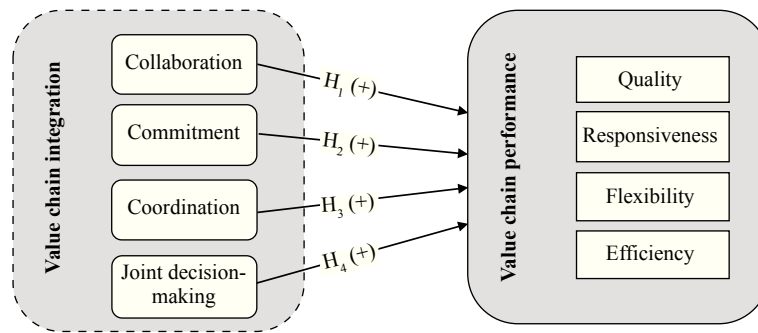 Value chain integration
Collaboration
Commitment
Coordination
Joint decision-
making
H1 (+)
H2 (+)
H3 (+)
H4 (+)
Value chain performance
Quality
Responsiveness
Flexibility
Efficiency